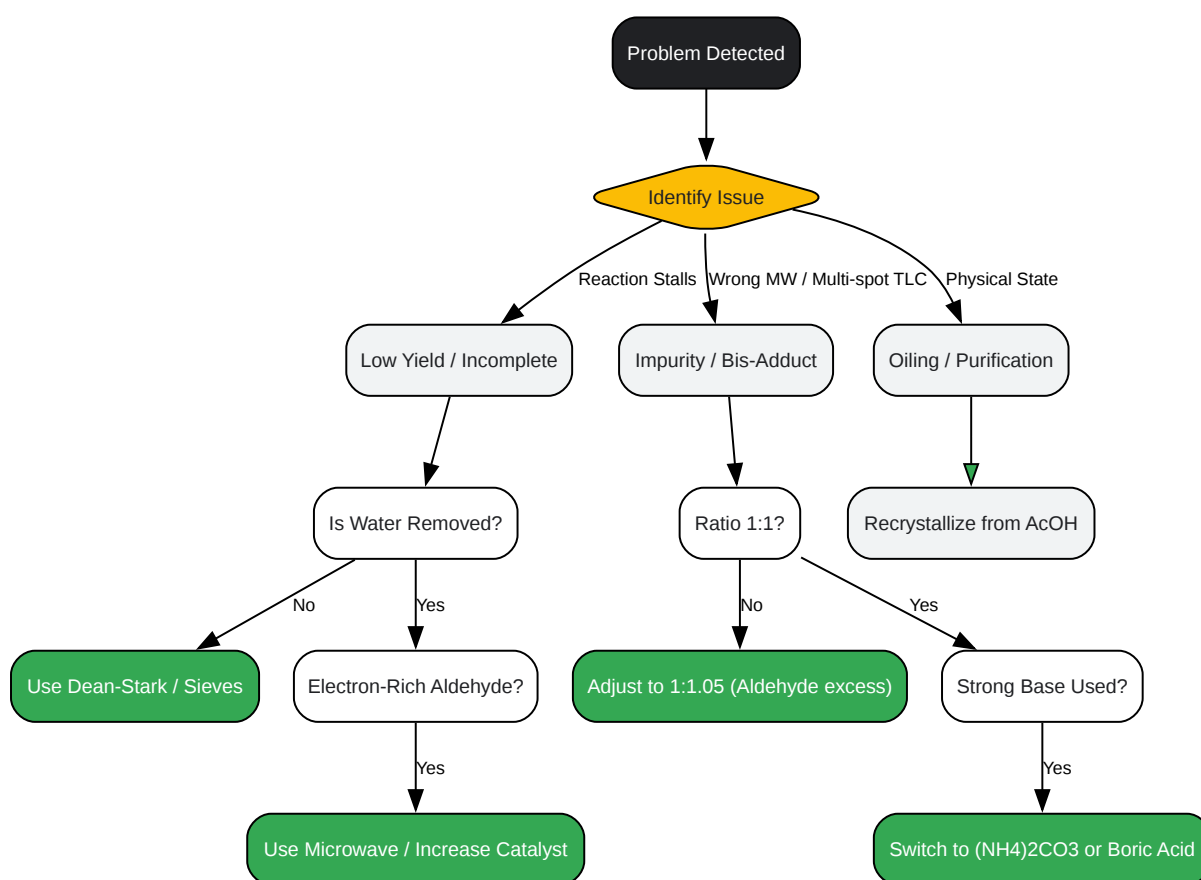 Problem Detected
Identify Issue
Reaction Stalls
Wrong MW / Multi-spot TLC
Physical State
Low Yield / Incomplete
Impurity / Bis-Adduct
Oiling / Purification
Is Water Removed?
Ratio 1:1?
Recrystallize from AcOH
No
Yes
No
Yes
Use Dean-Stark / Sieves
Electron-Rich Aldehyde?
Adjust to 1:1.05 (Aldehyde excess)
Strong Base Used?
Yes
Yes
Use Microwave / Increase Catalyst
Switch to (NH4)2CO3 or Boric Acid